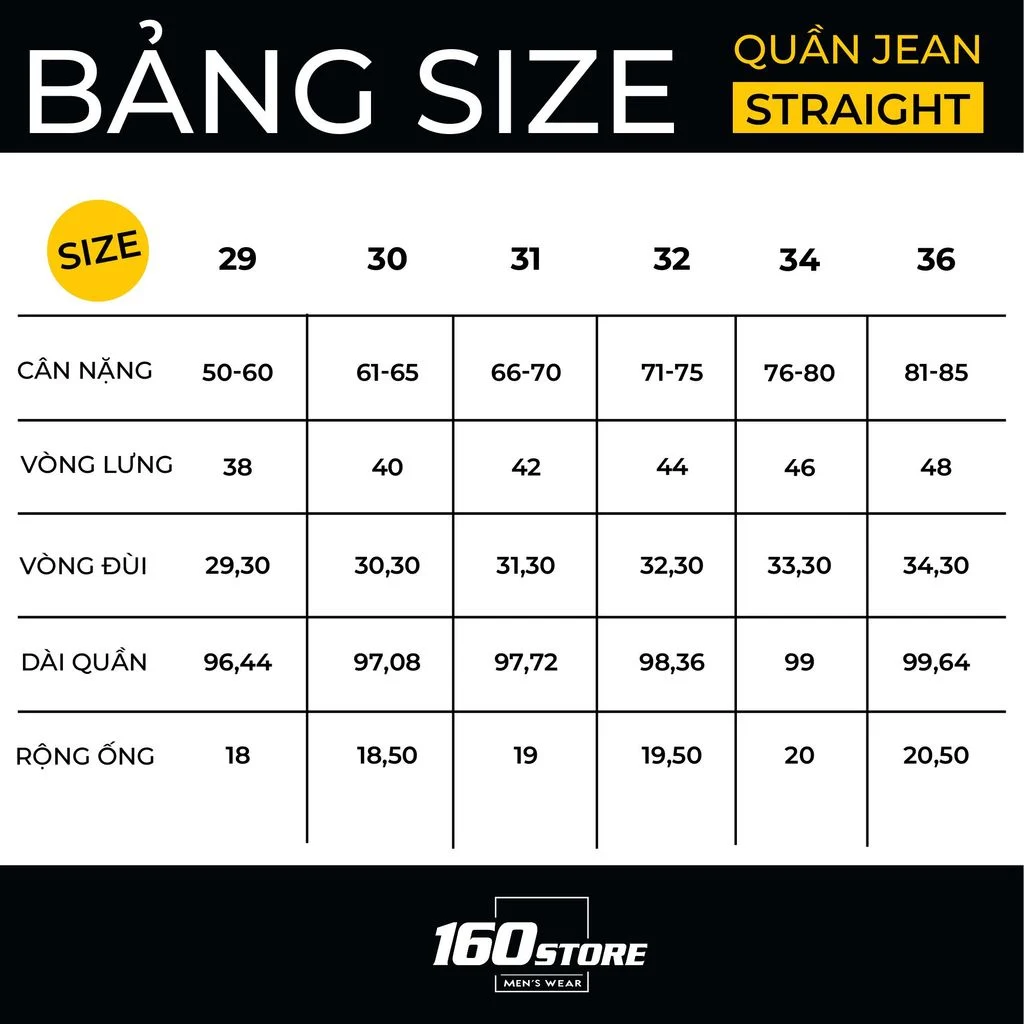 BẢNG SIZE
QUẦN JEAN
STRAIGHT
SIZE 29 30 31 32 34 36
CÂN NẶNG 50-60 61-65 66-70 71-75 76-80 81-85
VÒNG LƯNG 38 40 42 44 46 48
VÒNG ĐÙI 29,30 30,30 31,30 32,30 33,30 34,30
DÀI QUẦN 96,44 97,08 97,72 98,36 99 99,64
RỘNG ỐNG 18 18,50 19 19,50 20 20,50
160STORE
MEN'S WEAR